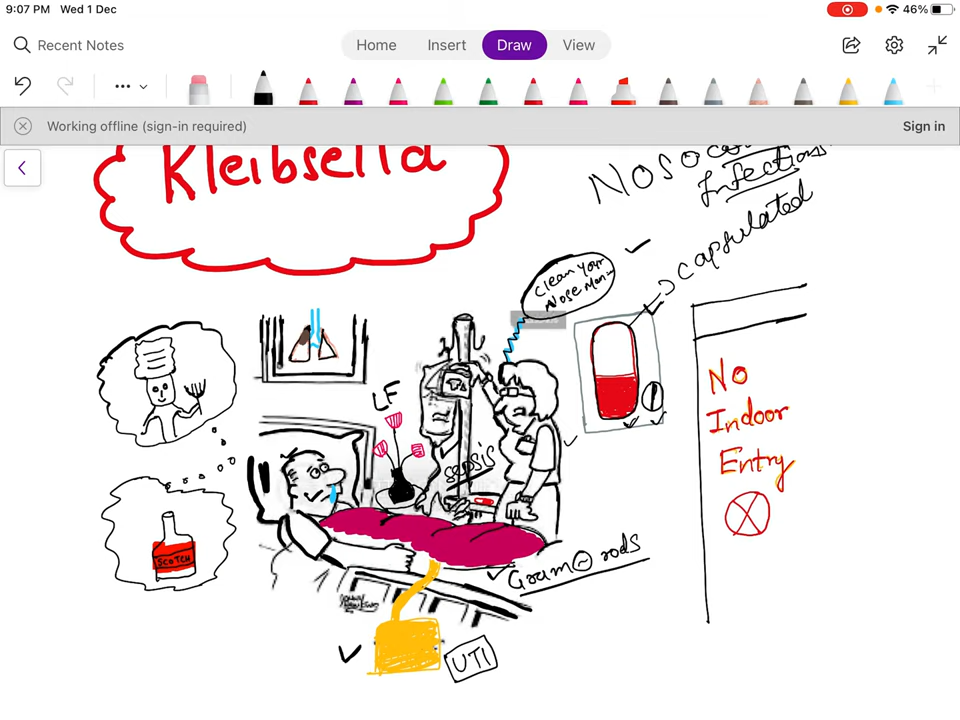 9:07 PM Wed 1 Dec
46%
Recent Notes
Home
Insert
Draw
View
Working offline (sign-in required)
Sign in
Kleibsella
Noso
Infections
Capsulated
Clean Your
Nose Man
LF
sepsis
SCOTCH
Gram ⊖ rods
UTI
No
Indoor
Entry